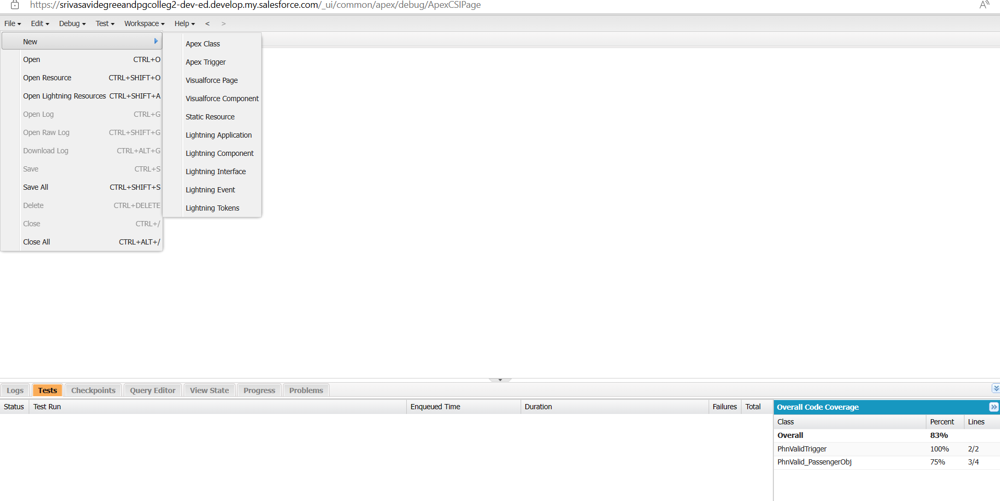 https://srivasavidegreeandpgcolleg2-dev-ed.develop.my.salesforce.com/_ui/common/apex/debug/ApexCSIPage
File Edit Debug Test Workspace Help < >
New
Open CTRL+O
Open Resource CTRL+SHIFT+O
Open Lightning Resources CTRL+SHIFT+A
Open Log CTRL+G
Open Raw Log CTRL+SHIFT+G
Download Log CTRL+ALT+G
Save CTRL+S
Save All CTRL+SHIFT+S
Delete CTRL+DELETE
Close CTRL+/
Close All CTRL+ALT+/
Apex Class
Apex Trigger
Visualforce Page
Visualforce Component
Static Resource
Lightning Application
Lightning Component
Lightning Interface
Lightning Event
Lightning Tokens
Logs Tests Checkpoints Query Editor View State Progress Problems
Status Test Run Enqueued Time Duration Failures Total
Overall Code Coverage
Class Percent Lines
Overall 83%
PhnValidTrigger 100% 2/2
PhnValid_PassengerObj 75% 3/4